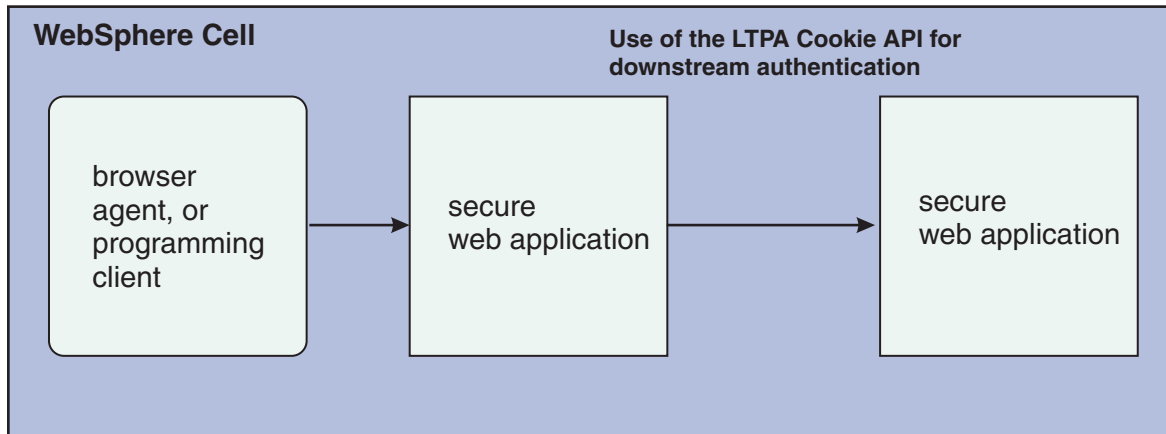 WebSphere Cell
Use of the LTPA Cookie API for
downstream authentication
browser
agent, or
programming
client
secure
web application
secure
web application